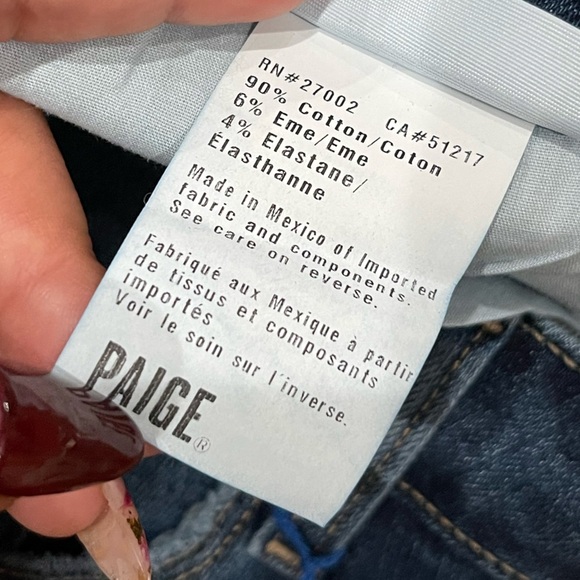 RN#27002 CA#51217
90% Cotton/Coton
6% Eme/Eme
4% Elastane/
Élasthanne
Made in Mexico of Imported
fabric and components.
See care on reverse.
Fabriqué aux Mexique à partir
de tissus et composants
importés
Voir le soin sur l'inverse.
PAIGE®